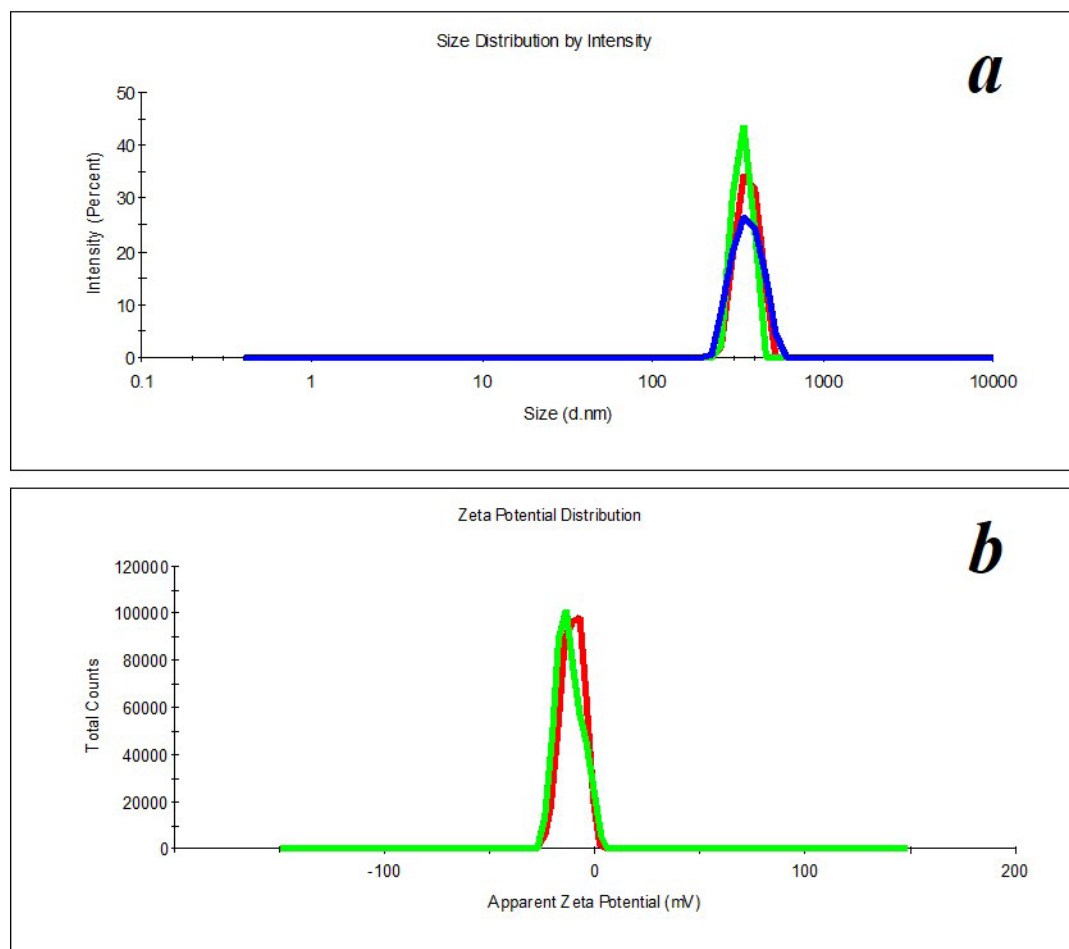 Size Distribution by Intensity
a
50
40
30
20
10
0
Intensity (Percent)
0.1 1 10 100 1000 10000
Size (d.nm)
Zeta Potential Distribution
b
120000
100000
80000
60000
40000
20000
0
Total Counts
-100 0 100 200
Apparent Zeta Potential (mV)